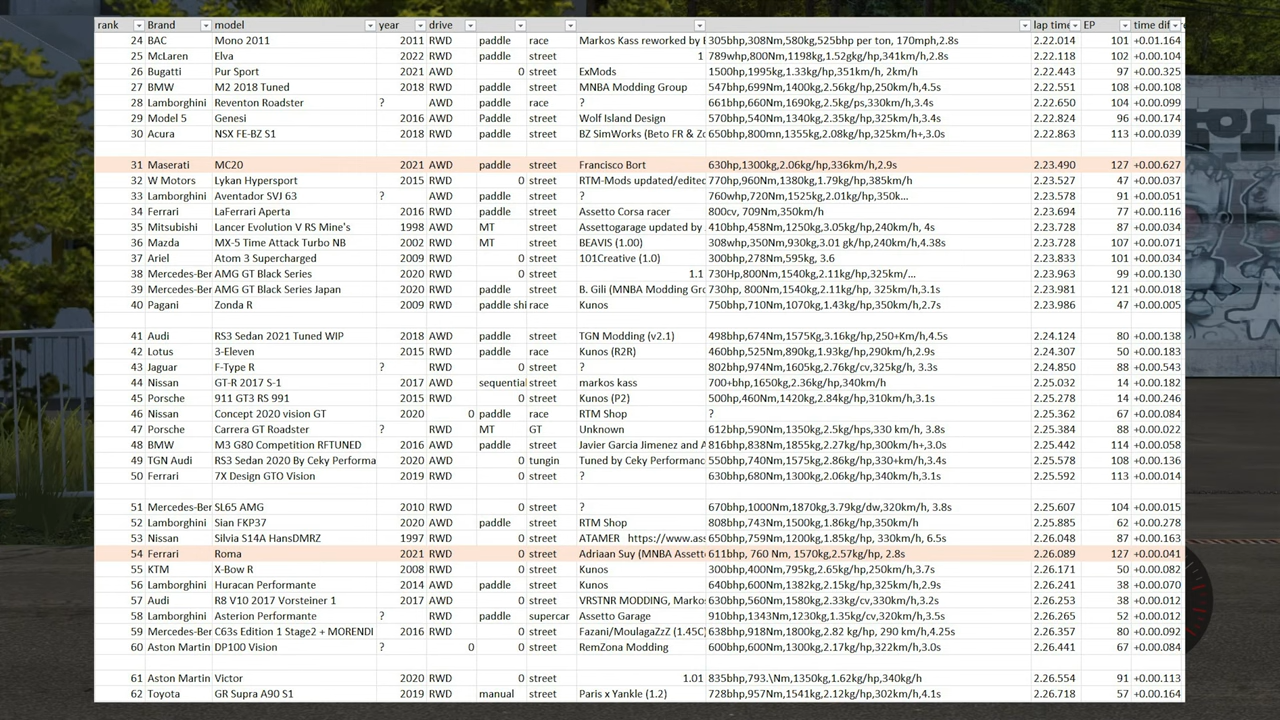 rank Brand model year drive lap time EP time diff
24 BAC Mono 2011 2011 RWD paddle race Markos Kass reworked by 305bhp,308Nm,580kg,525bhp per ton, 170mph,2.8s 2.22.014 101 +0.01.164
25 McLaren Elva 2022 RWD paddle street 1 789whp,800Nm,1198kg,1.52gkg/hp,341km/h,2.8s 2.22.118 102 +0.00.104
26 Bugatti Pur Sport 2021 AWD 0 street ExMods 1500hp,1995kg,1.33kg/hp,351km/h, 2km/h 2.22.443 97 +0.00.325
27 BMW M2 2018 Tuned 2018 RWD paddle street MNBA Modding Group 547bhp,699Nm,1400kg,2.56kg/hp,250km/h,4.5s 2.22.551 108 +0.00.108
28 Lamborghini Reventon Roadster ? AWD paddle race ? 661bhp,660Nm,1690kg,2.5kg/ps,330km/h,3.4s 2.22.650 104 +0.00.099
29 Model 5 Genesi 2016 AWD paddle street Wolf Island Design 570bhp,540Nm,1340kg,2.35kg/hp,325km/h,3.4s 2.22.824 96 +0.00.174
30 Acura NSX FE-BZ S1 2018 AWD paddle street BZ SimWorks (Beto FR & Zo 650bhp,800mn,1355kg,2.08kg/hp,325km/h+,3.0s 2.22.863 113 +0.00.039
31 Maserati MC20 2021 AWD paddle street Francisco Bort 630hp,1300kg,2.06kg/hp,336km/h,2.9s 2.23.490 127 +0.00.627
32 W Motors Lykan Hypersport 2015 RWD 0 street RTM-Mods updated/edited 770hp,960Nm,1380kg,1.79kg/hp,385km/h 2.23.527 47 +0.00.037
33 Lamborghini Aventador SVJ 63 ? AWD paddle street ? 760whp,720Nm,1525kg,2.01kg/hp,350k... 2.23.578 91 +0.00.051
34 Ferrari LaFerrari Aperta 2016 RWD paddle street Assetto Corsa racer 800cv, 709Nm,350km/h 2.23.694 77 +0.00.116
35 Mitsubishi Lancer Evolution V RS Mine's 1998 AWD MT street Assettogarage updated by 410bhp,458Nm,1250kg,3.05kg/hp,240km/h, 4s 2.23.728 87 +0.00.034
36 Mazda MX-5 Time Attack Turbo NB 2002 RWD MT street BEAVIS (1.00) 308whp,350Nm,930kg,3.01 gk/hp,240km/h,4.38s 2.23.728 107 +0.00.071
37 Ariel Atom 3 Supercharged 2009 RWD 0 street 101Creative (1.0) 300bhp,278Nm,595kg, 3.6 2.23.833 101 +0.00.034
38 Mercedes-Ber AMG GT Black Series 2020 RWD 0 street 1.1 730Hp,800Nm,1540kg,2.11kg/hp,325km/... 2.23.963 99 +0.00.130
39 Mercedes-Ber AMG GT Black Series Japan 2020 RWD paddle street B. Gili (MNBA Modding Gro 730hp, 800Nm,1540kg,2.11kg/hp, 325km/h,3.1s 2.23.981 121 +0.00.018
40 Pagani Zonda R 2009 RWD paddle shi race Kunos 750bhp,710Nm,1070kg,1.43kg/hp,350km/h,2.7s 2.23.986 47 +0.00.005
41 Audi RS3 Sedan 2021 Tuned WIP 2018 AWD paddle street TGN Modding (v2.1) 498bhp,674Nm,1575Kg,3.16kg/hp,250+Km/h,4.5s 2.24.124 80 +0.00.138
42 Lotus 3-Eleven 2015 RWD paddle race Kunos (R2R) 460bhp,525Nm,890kg,1.93kg/hp,290km/h,2.9s 2.24.307 50 +0.00.183
43 Jaguar F-Type R ? RWD 0 street ? 802bhp,974Nm,1605kg,2.76kg/cv,325kg/h, 3.3s 2.24.850 88 +0.00.543
44 Nissan GT-R 2017 S-1 2017 AWD sequential street markos kass 700+bhp,1650kg,2.36kg/hp,340km/h 2.25.032 14 +0.00.182
45 Porsche 911 GT3 RS 991 2015 RWD 0 street Kunos (P2) 500hp,460Nm,1420kg,2.84kg/hp,310km/h,3.1s 2.25.278 14 +0.00.246
46 Nissan Concept 2020 vision GT 2020 0 paddle race RTM Shop ? 2.25.362 67 +0.00.084
47 Porsche Carrera GT Roadster ? RWD MT GT Unknown 612bhp,590Nm,1350kg,2.5kg/hps,330 km/h, 3.8s 2.25.384 88 +0.00.022
48 BMW M3 G80 Competition RFTUNED 2016 AWD paddle street Javier Garcia Jimenez and A 816bhp,838Nm,1855kg,2.27kg/hp,300km/h+,3.0s 2.25.442 114 +0.00.058
49 TGN Audi RS3 Sedan 2020 By Ceky Performa 2020 AWD 0 tungin Tuned by Ceky Performanc 550bhp,740Nm,1575kg,2.86kg/hp,330+km/h,3.4s 2.25.578 108 +0.00.136
50 Ferrari 7X Design GTO Vision 2019 RWD 0 street ? 630bhp,680Nm,1300kg,2.06kg/hp,340km/h,3.1s 2.25.592 113 +0.00.014
51 Mercedes-Ber SL65 AMG 2010 RWD 0 street ? 670bhp,1000Nm,1870kg,3.79kg/dw,320km/h, 3.8s 2.25.607 104 +0.00.015
52 Lamborghini Sian FKP37 2020 AWD paddle street RTM Shop 808bhp,743Nm,1500kg,1.86kg/hp,350km/h 2.25.885 62 +0.00.278
53 Nissan Silvia S14A HansDMRZ 1997 RWD 0 street ATAMER https://www.ass 650bhp,759Nm,1200kg,1.85kg/hp, 330km/h, 6.5s 2.26.048 87 +0.00.163
54 Ferrari Roma 2021 RWD 0 street Adriaan Suy (MNBA Assett 611bhp, 760 Nm, 1570kg,2.57kg/hp, 2.8s 2.26.089 127 +0.00.041
55 KTM X-Bow R 2008 RWD 0 street Kunos 300bhp,400Nm,795kg,2.65kg/hp,250km/h,3.7s 2.26.171 50 +0.00.082
56 Lamborghini Huracan Performante 2014 AWD paddle street Kunos 640bhp,600Nm,1382kg,2.15kg/hp,325km/h,2.9s 2.26.241 38 +0.00.070
57 Audi R8 V10 2017 Vorsteiner 1 2017 AWD 0 street VRSTNR MODDING, Marko 630bhp,560Nm,1580kg,2.33kg/cv,330km/h,3.2s 2.26.253 38 +0.00.012
58 Lamborghini Asterion Performante ? RWD paddle supercar Assetto Garage 910bhp,1343Nm,1230kg,1.35kg/cv,320km/h,3.5s 2.26.265 52 +0.00.012
59 Mercedes-Ber C63s Edition 1 Stage2 + MORENDI 2016 RWD 0 street Fazani/MoulagaZzZ (1.45C) 638bhp,918Nm,1800kg,2.82 kg/hp, 290 km/h,4.25s 2.26.357 80 +0.00.092
60 Aston Martin DP100 Vision ? 0 0 street RemZona Modding 600bhp,600Nm,1300kg,2.17kg/hp,322km/h,3.0s 2.26.441 67 +0.00.084
61 Aston Martin Victor 2020 RWD 0 street 1.01 835bhp,793.\Nm,1350kg,1.62kg/hp,340kg/h 2.26.554 91 +0.00.113
62 Toyota GR Supra A90 S1 2019 RWD manual street Paris x Yankle (1.2) 728bhp,957Nm,1541kg,2.12kg/hp,302km/h,4.1s 2.26.718 57 +0.00.164